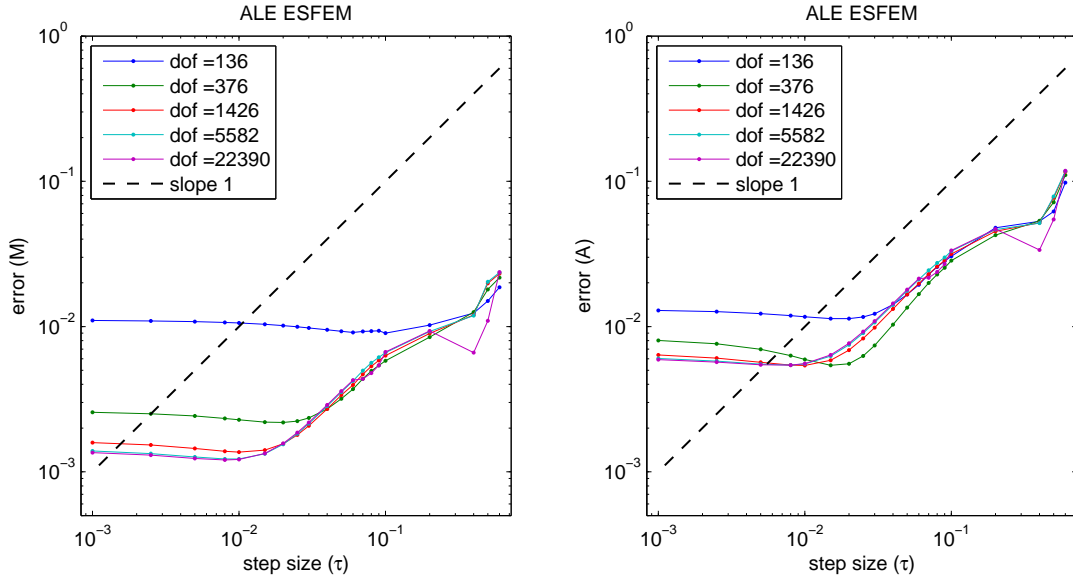 ALE ESFEM
10^0
10^−1
10^−2
10^−3
error (M)
dof =136
dof =376
dof =1426
dof =5582
dof =22390
slope 1
10^−3
10^−2
10^−1
step size (τ)
ALE ESFEM
10^0
10^−1
10^−2
10^−3
error (A)
dof =136
dof =376
dof =1426
dof =5582
dof =22390
slope 1
10^−3
10^−2
10^−1
step size (τ)